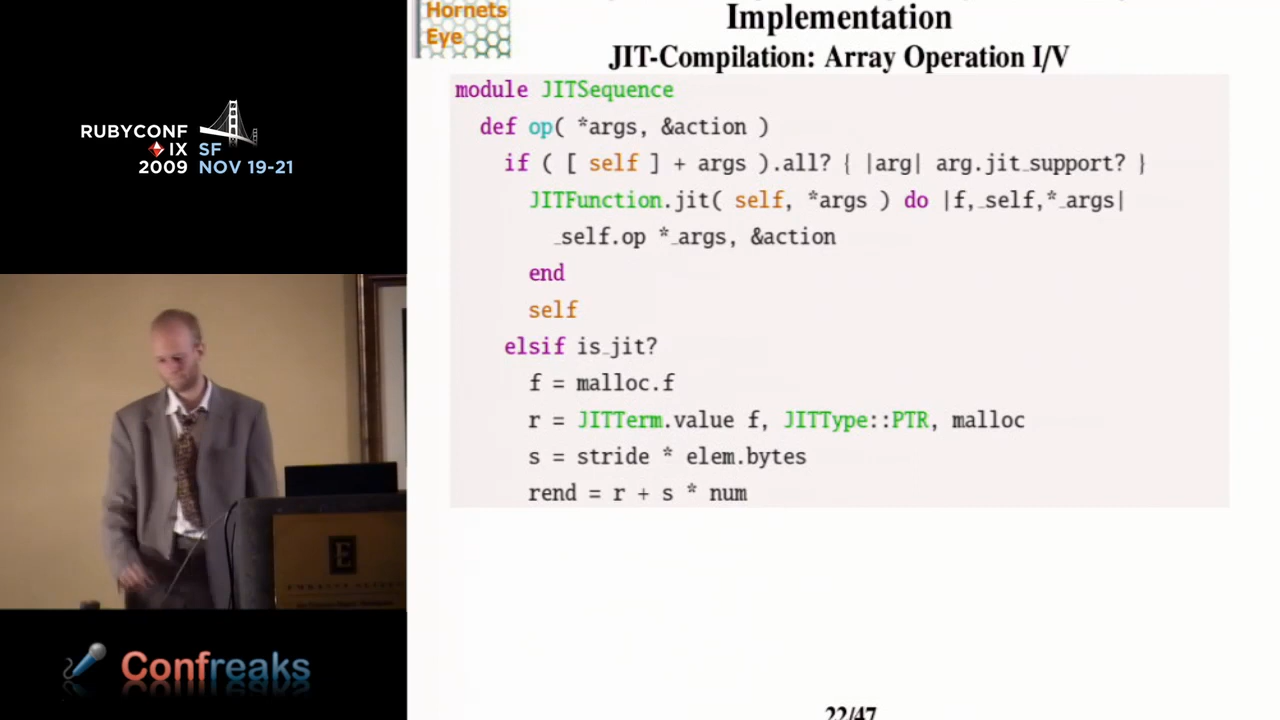 Hornets
Eye
Implementation
JIT-Compilation: Array Operation I/V
RUBYCONF
IX SF
2009 NOV 19-21
module JITSequence
def op( *args, &action )
if ( [ self ] + args ).all? { |arg| arg.jit_support? }
JITFunction.jit( self, *args ) do |f,_self,*_args|
_self.op *_args, &action
end
self
elsif is_jit?
f = malloc.f
r = JITTerm.value f, JITType::PTR, malloc
s = stride * elem.bytes
rend = r + s * num
E
Confreaks
22/47